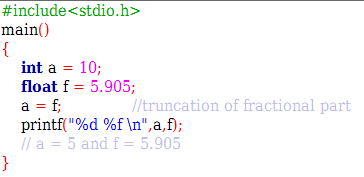 #include<stdio.h>
main()
{
int a = 10;
float f = 5.905;
a = f; //truncation of fractional part
printf("%d %f \n",a,f);
// a = 5 and f = 5.905
}